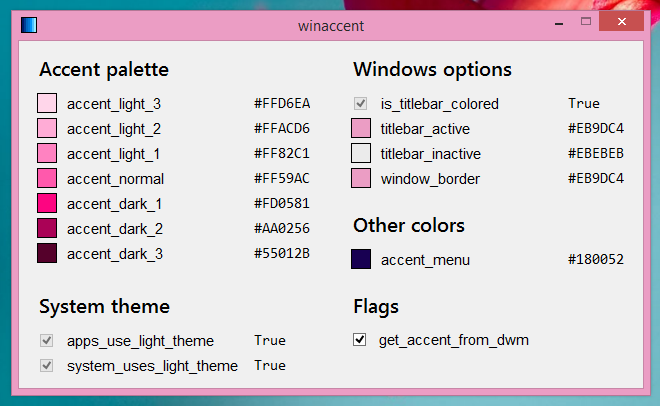 winaccent
Accent palette
accent_light_3 #FFD6EA
accent_light_2 #FFACD6
accent_light_1 #FF82C1
accent_normal #FF59AC
accent_dark_1 #FD0581
accent_dark_2 #AA0256
accent_dark_3 #55012B
System theme
apps_use_light_theme True
system_uses_light_theme True
Windows options
is_titlebar_colored True
titlebar_active #EB9DC4
titlebar_inactive #EBEBEB
window_border #EB9DC4
Other colors
accent_menu #180052
Flags
get_accent_from_dwm